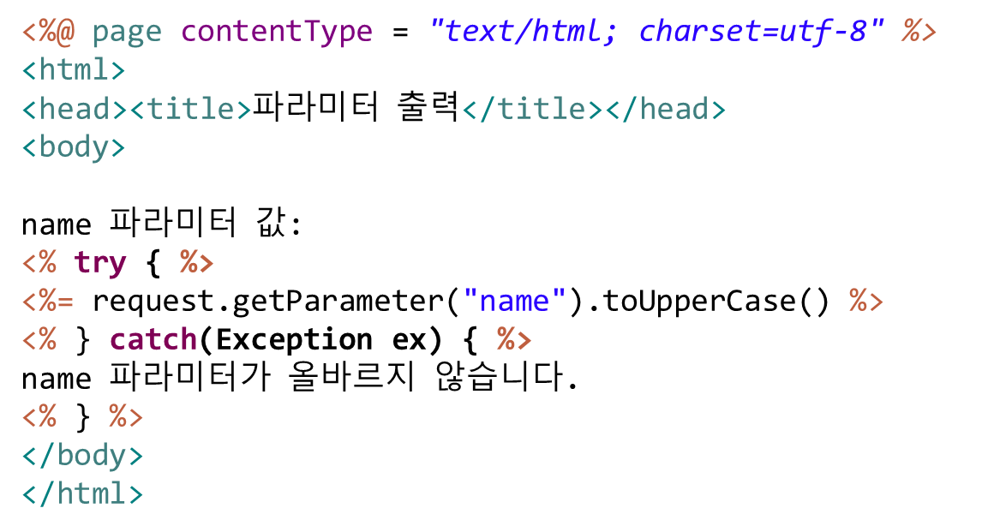 <%@ page contentType = "text/html; charset=utf-8" %>
<html>
<head><title>파라미터 출력</title></head>
<body>
name 파라미터 값:
<% try { %>
<%= request.getParameter("name").toUpperCase() %>
<% } catch(Exception ex) { %>
name 파라미터가 올바르지 않습니다.
<% } %>
</body>
</html>